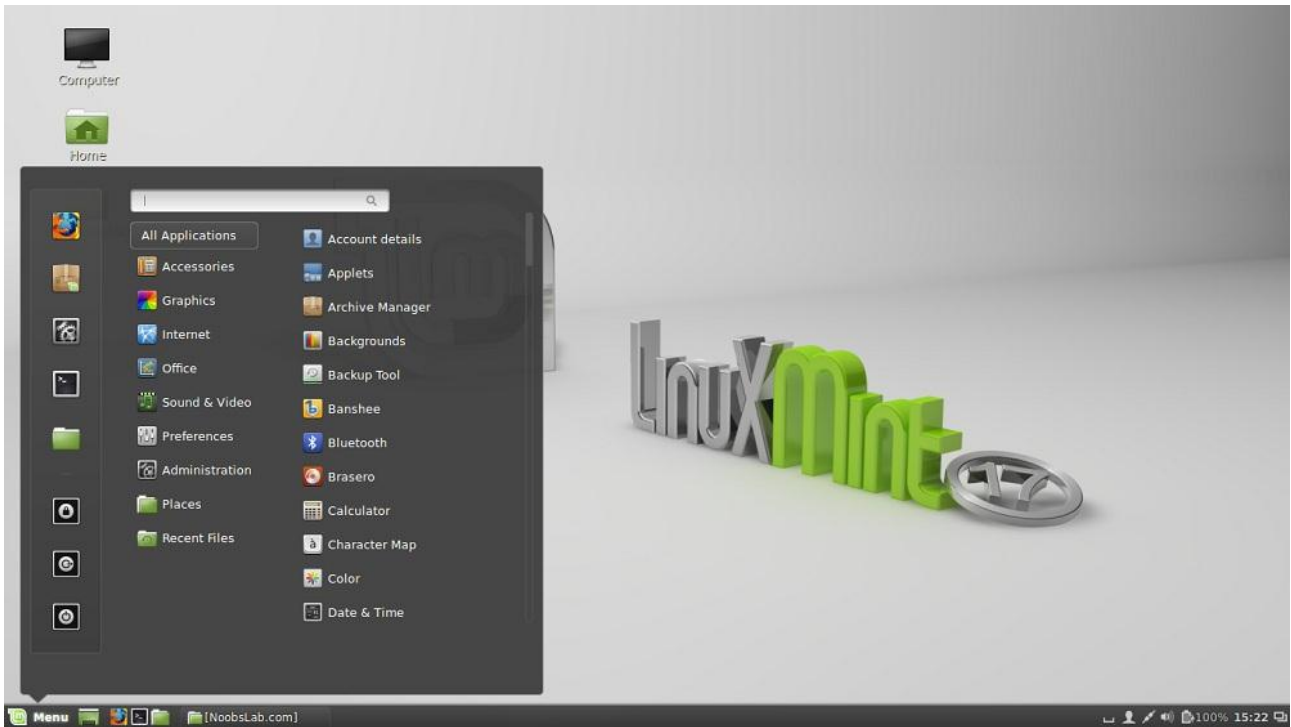 Computer
Home
All Applications
Accessories
Graphics
Internet
Office
Sound & Video
Preferences
Administration
Places
Recent Files
Account details
Applets
Archive Manager
Backgrounds
Backup Tool
Banshee
Bluetooth
Brasero
Calculator
Character Map
Color
Date & Time
LinuxMint 17
Menu
[NoobsLab.com]
100% 15:22